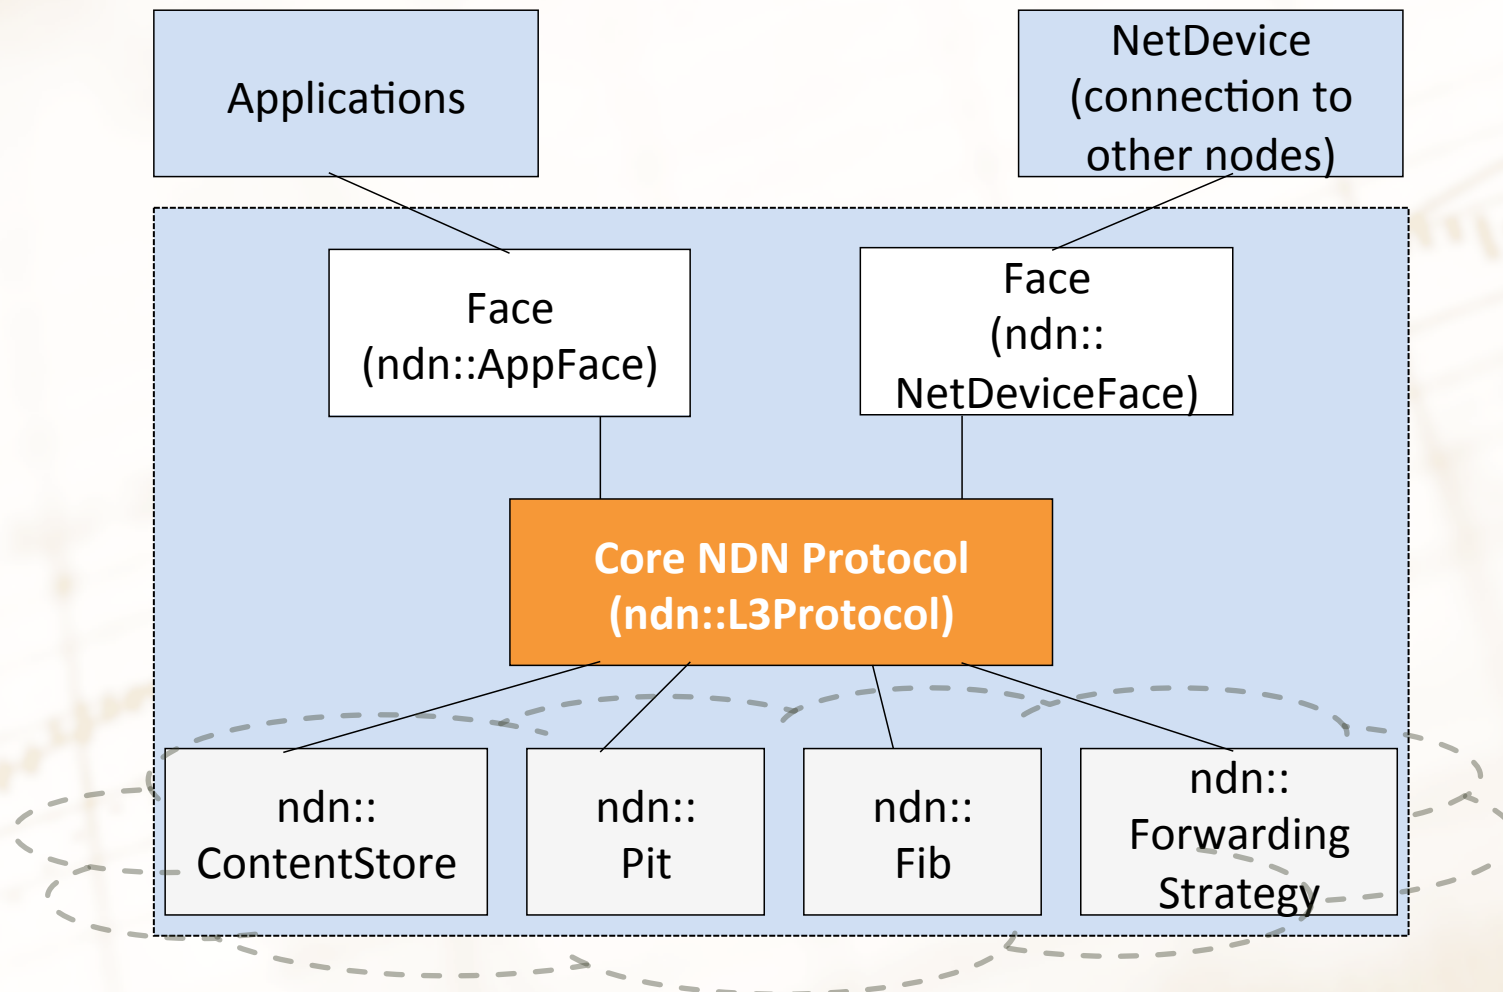 Applications
NetDevice
(connection to
other nodes)
Face
(ndn::AppFace)
Face
(ndn::
NetDeviceFace)
Core NDN Protocol
(ndn::L3Protocol)
ndn::
ContentStore
ndn::
Pit
ndn::
Fib
ndn::
Forwarding
Strategy